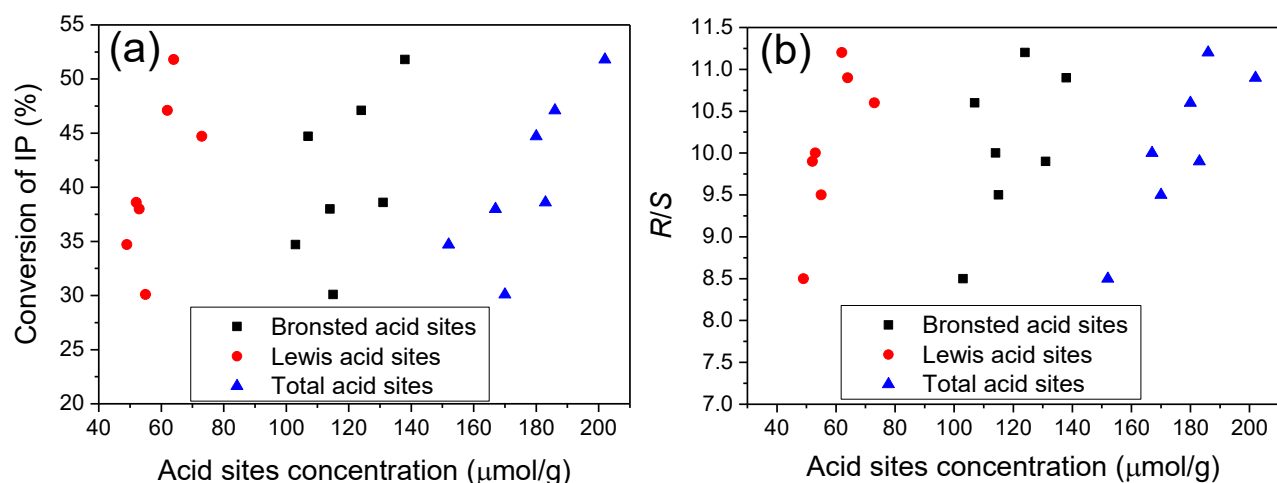 (a)
Conversion of IP (%)
55
50
45
40
35
30
25
20
Bronsted acid sites
Lewis acid sites
Total acid sites
40 60 80 100 120 140 160 180 200
Acid sites concentration (μmol/g)
(b)
R/S
11.5
11.0
10.5
10.0
9.5
9.0
8.5
8.0
7.5
7.0
Bronsted acid sites
Lewis acid sites
Total acid sites
40 60 80 100 120 140 160 180 200
Acid sites concentration (μmol/g)